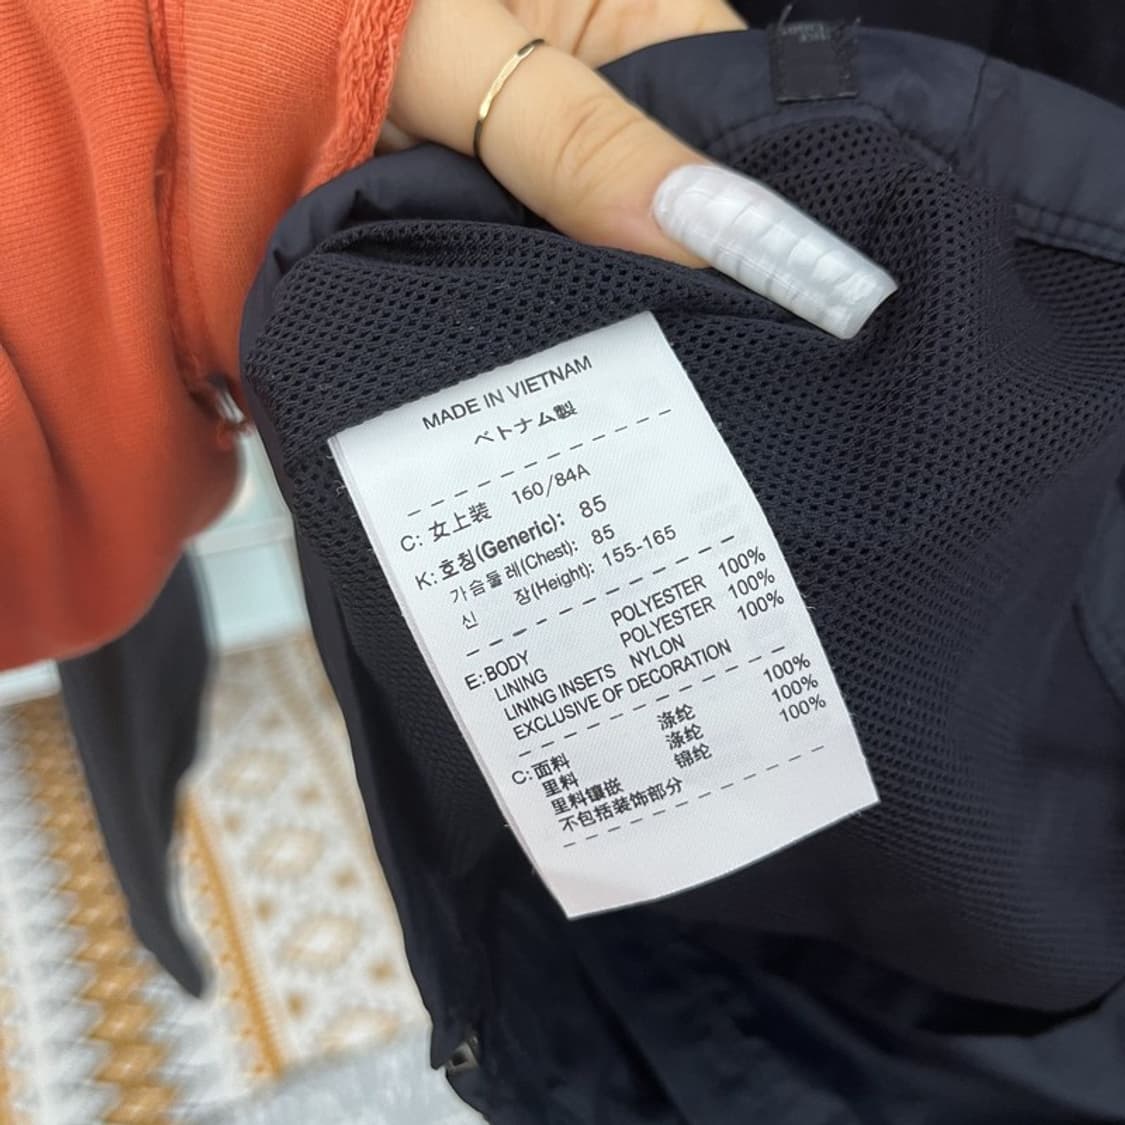 MADE IN VIETNAM
ベトナム製
C: 女上装 160/84A
K: 호칭(Generic): 85
가슴둘레(Chest): 85
신 장(Height): 155-165
E: BODY POLYESTER 100%
LINING POLYESTER 100%
LINING INSETS NYLON 100%
EXCLUSIVE OF DECORATION
C: 面料 涤纶 100%
里料 涤纶 100%
里料镶嵌 锦纶 100%
不包括装饰部分